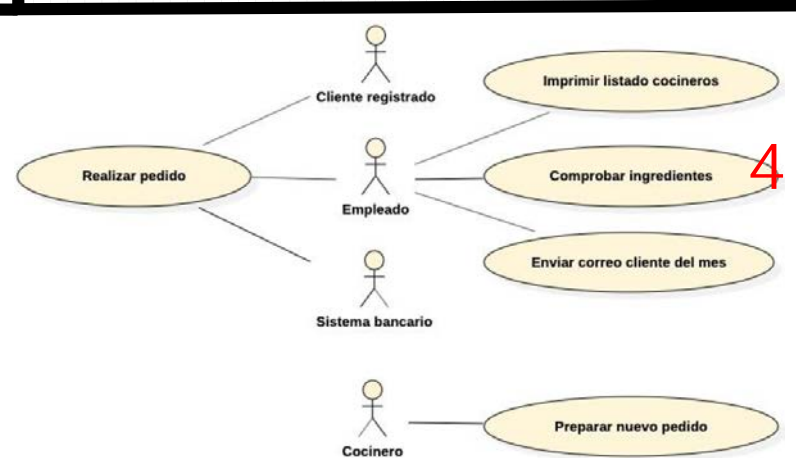 Cliente registrado
Imprimir listado cocineros
Realizar pedido
Empleado
Comprobar ingredientes
4
Enviar correo cliente del mes
Sistema bancario
Cocinero
Preparar nuevo pedido